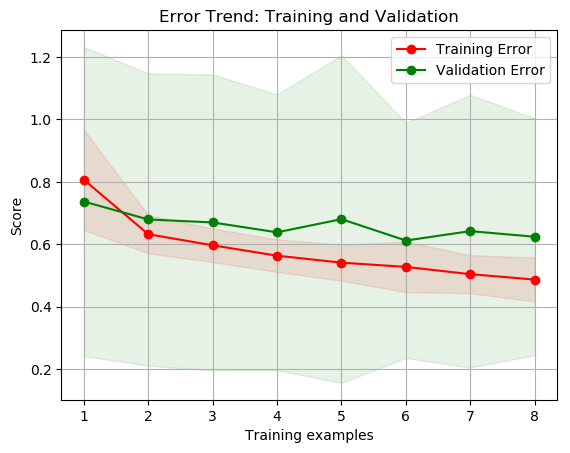 Error Trend: Training and Validation
Training Error
Validation Error
Score
1.2
1.0
0.8
0.6
0.4
0.2
1 2 3 4 5 6 7 8
Training examples